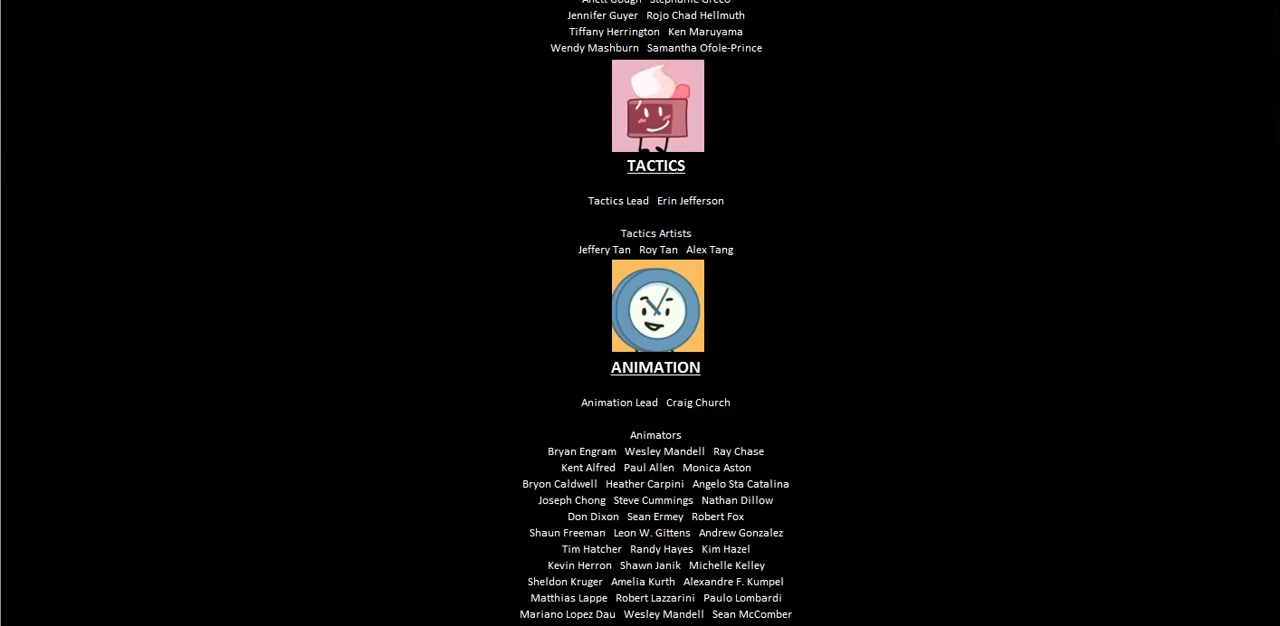 Jennifer Guyer Rojo Chad Hellmuth
Tiffany Herrington Ken Maruyama
Wendy Mashburn Samantha Ofole-Prince
TACTICS
Tactics Lead Erin Jefferson
Tactics Artists
Jeffery Tan Roy Tan Alex Tang
ANIMATION
Animation Lead Craig Church
Animators
Bryan Engram Wesley Mandell Ray Chase
Kent Alfred Paul Allen Monica Aston
Bryon Caldwell Heather Carpini Angelo Sta Catalina
Joseph Chong Steve Cummings Nathan Dillow
Don Dixon Sean Ermey Robert Fox
Shaun Freeman Leon W. Gittens Andrew Gonzalez
Tim Hatcher Randy Hayes Kim Hazel
Kevin Herron Shawn Janik Michelle Kelley
Sheldon Kruger Amelia Kurth Alexandre F. Kumpel
Matthias Lappe Robert Lazzarini Paulo Lombardi
Mariano Lopez Dau Wesley Mandell Sean McComber